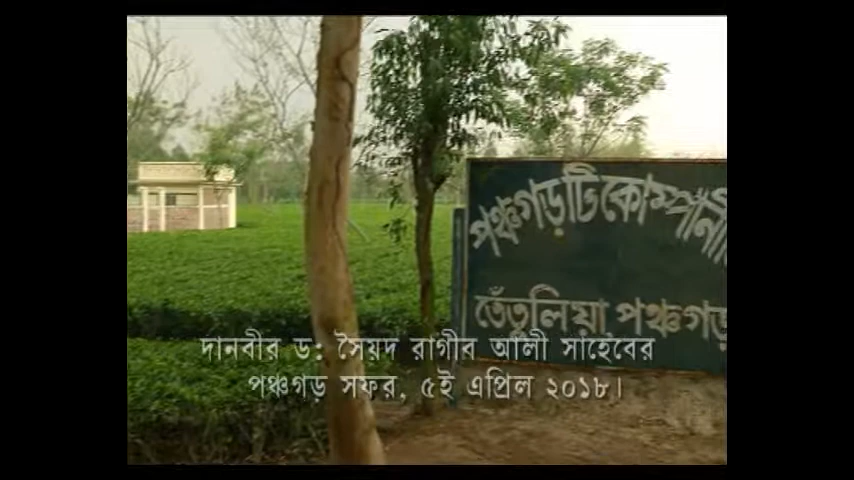 পঞ্চগড় টি কোম্পানী
তেঁতুলিয়া পঞ্চগড়
দানবীর ড: সৈয়দ রাগীব আলী সাহেবের
পঞ্চগড় সফর, ৫ই এপ্রিল ২০১৮।